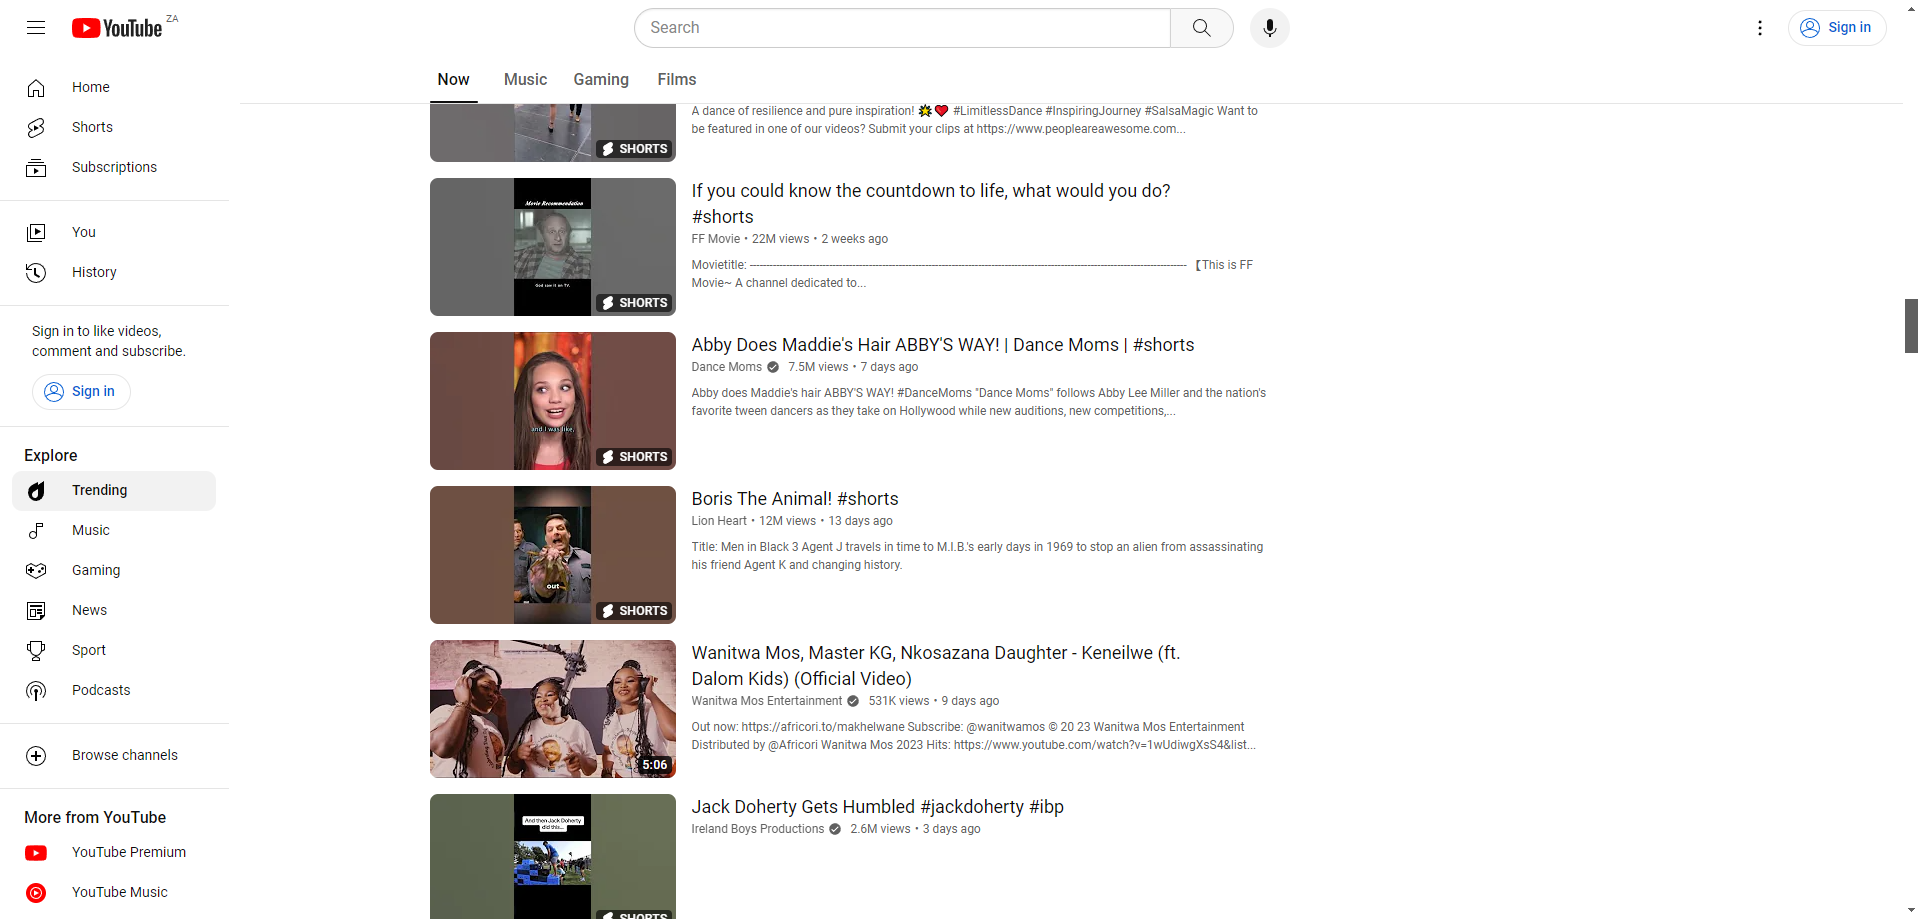 YouTube ZA
Search
Sign in
Home
Shorts
Subscriptions
You
History
Sign in to like videos,
comment and subscribe.
Sign in
Explore
Trending
Music
Gaming
News
Sport
Podcasts
Browse channels
More from YouTube
YouTube Premium
YouTube Music
Now
Music
Gaming
Films
SHORTS
A dance of resilience and pure inspiration! 🌟❤️ #LimitlessDance #InspiringJourney #SalsaMagic Want to
be featured in one of our videos? Submit your clips at https://www.peopleareawesome.com...
Movie Recommendation
God saw it on TV.
SHORTS
If you could know the countdown to life, what would you do?
#shorts
FF Movie • 22M views • 2 weeks ago
Movietitle: ---------------------------------------------------------------------------------------------------------------------------------- 【This is FF
Movie~ A channel dedicated to...
and I was like,
SHORTS
Abby Does Maddie's Hair ABBY'S WAY! | Dance Moms | #shorts
Dance Moms 7.5M views • 7 days ago
Abby does Maddie's hair ABBY'S WAY! #DanceMoms "Dance Moms" follows Abby Lee Miller and the nation's
favorite tween dancers as they take on Hollywood while new auditions, new competitions,...
out
SHORTS
Boris The Animal! #shorts
Lion Heart • 12M views • 13 days ago
Title: Men in Black 3 Agent J travels in time to M.I.B.'s early days in 1969 to stop an alien from assassinating
his friend Agent K and changing history.
5:06
Wanitwa Mos, Master KG, Nkosazana Daughter - Keneilwe (ft.
Dalom Kids) (Official Video)
Wanitwa Mos Entertainment 531K views • 9 days ago
Out now: https://africori.to/makhelwane Subscribe: @wanitwamos © 20 23 Wanitwa Mos Entertainment
Distributed by @Africori Wanitwa Mos 2023 Hits: https://www.youtube.com/watch?v=1wUdiwgXsS4&list...
And then Jack Doherty
did this...
SHORTS
Jack Doherty Gets Humbled #jackdoherty #ibp
Ireland Boys Productions 2.6M views • 3 days ago